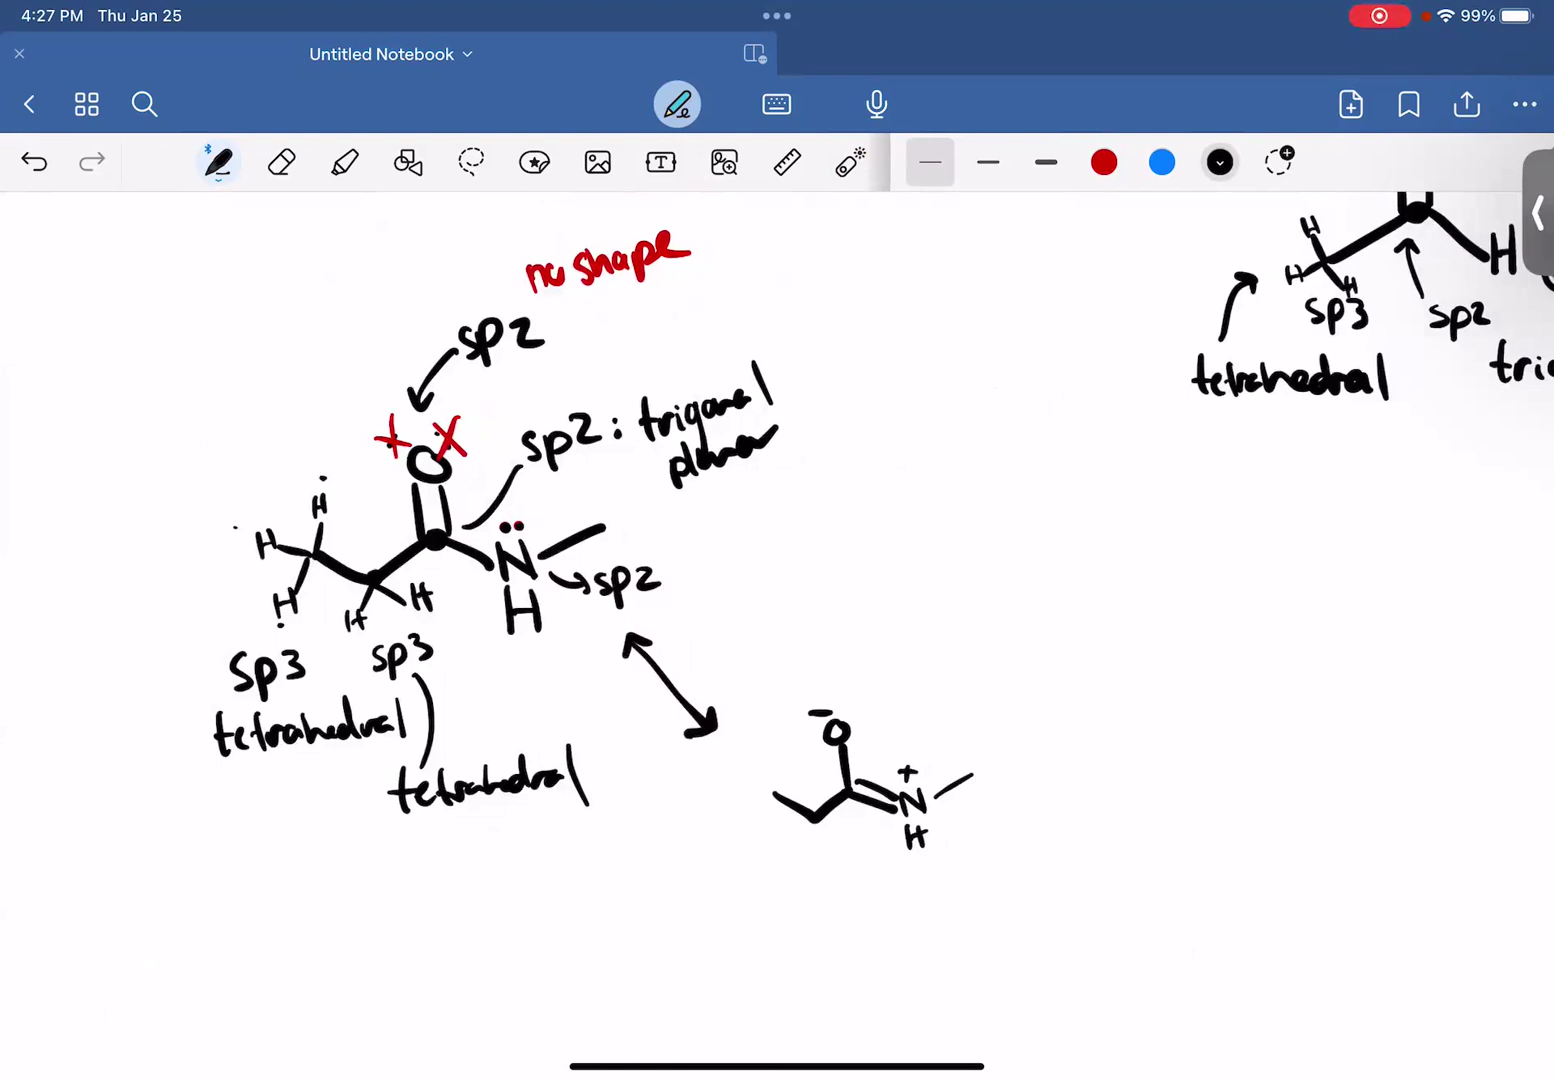 4:27 PM Thu Jan 25
99%
Untitled Notebook
no shape
sp2
sp2: trigonal
planar
O
H
H
N
sp2
H
H
H
H
sp3
sp3
tetrahedral
tetrahedral
−
O
+
N
H
H
H
H
H
sp3
sp2
tetrahedral
tri